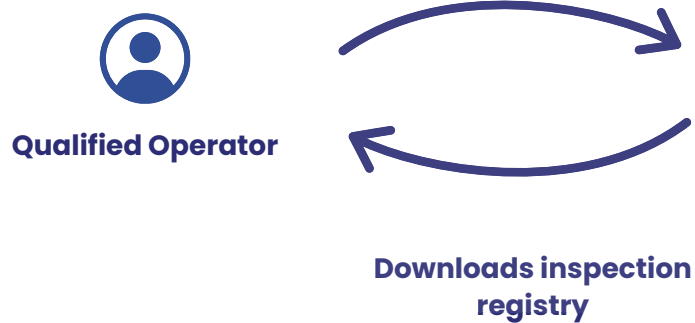 Qualified Operator
Downloads inspection
registry